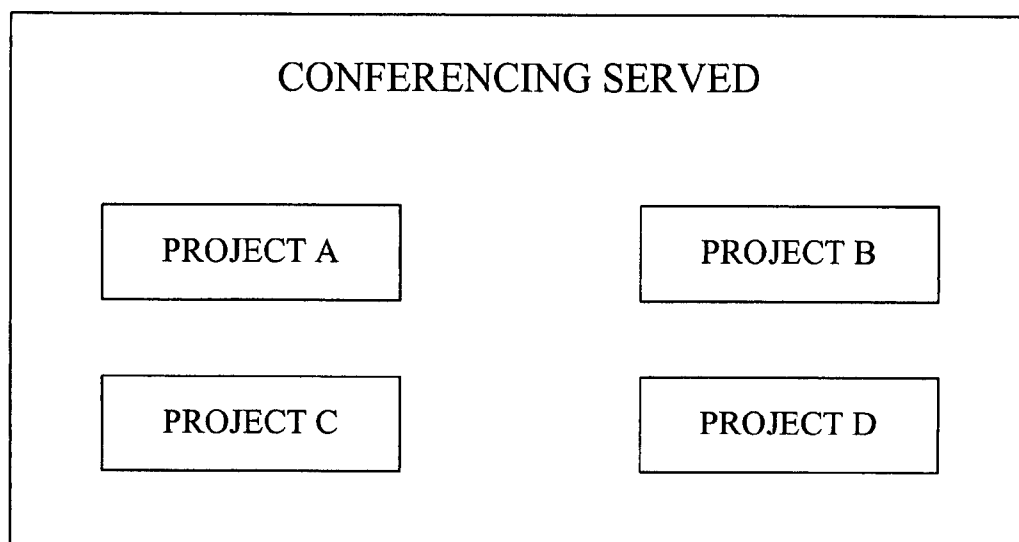 CONFERENCING SERVED
PROJECT A
PROJECT B
PROJECT C
PROJECT D